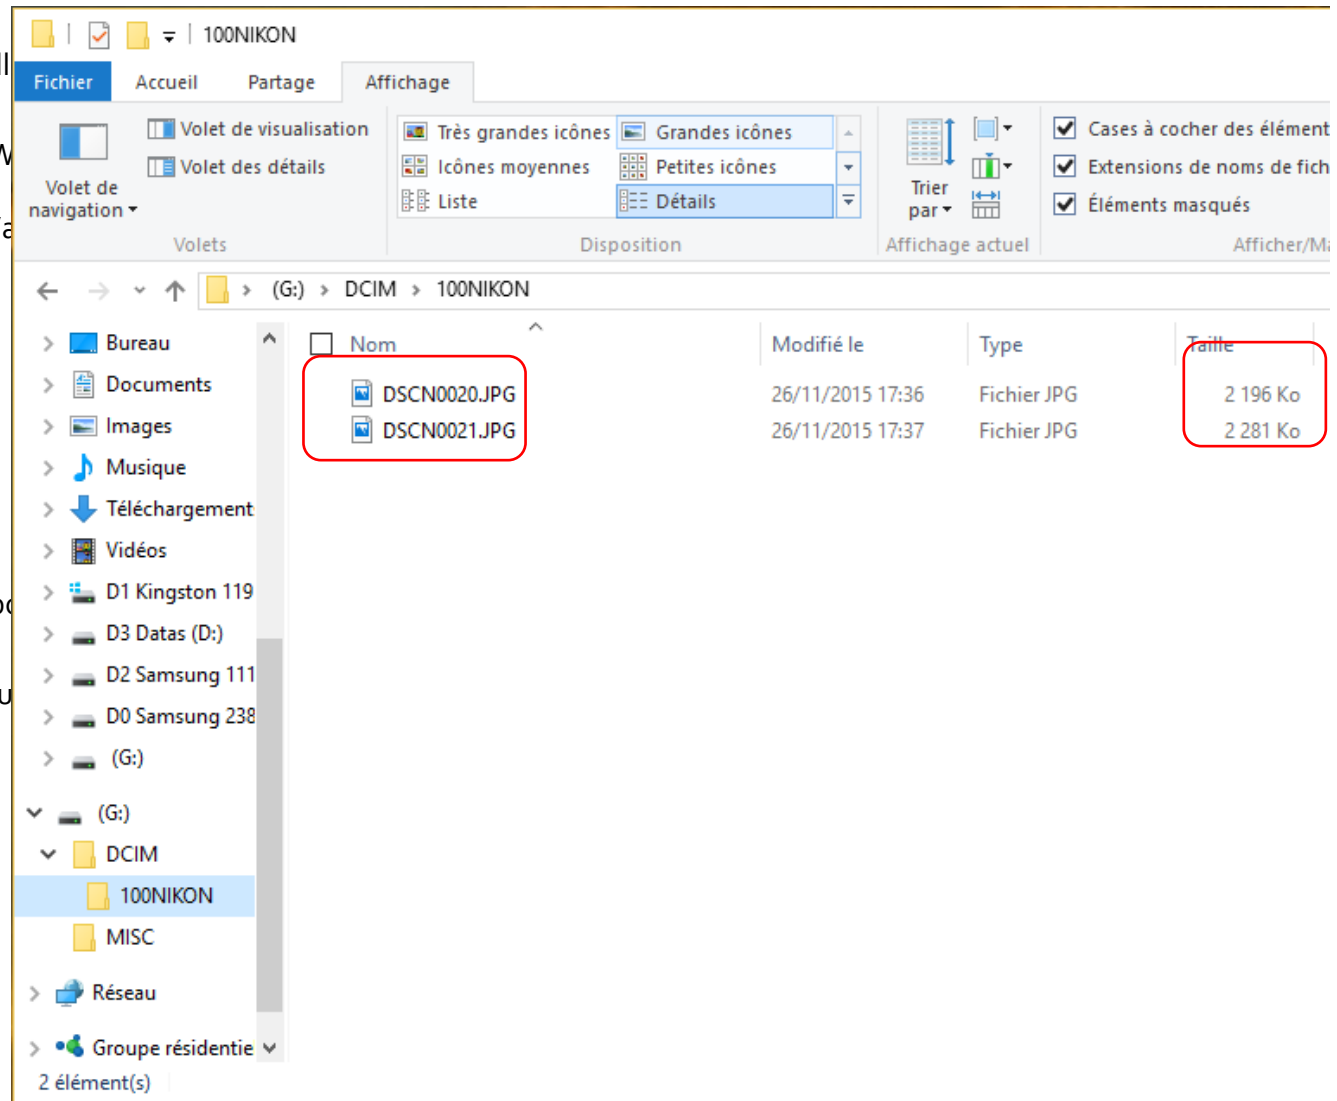 100NIKON
Fichier Accueil Partage Affichage
Volet de navigation
Volet de visualisation
Volet des détails
Volets
Très grandes icônes Grandes icônes
Icônes moyennes Petites icônes
Liste Détails
Disposition
Trier par
Affichage actuel
Cases à cocher des élément
Extensions de noms de fich
Éléments masqués
Afficher/Ma
(G:) > DCIM > 100NIKON
Nom Modifié le Type Taille
DSCN0020.JPG 26/11/2015 17:36 Fichier JPG 2 196 Ko
DSCN0021.JPG 26/11/2015 17:37 Fichier JPG 2 281 Ko
Bureau
Documents
Images
Musique
Téléchargement
Vidéos
D1 Kingston 119
D3 Datas (D:)
D2 Samsung 111
D0 Samsung 238
(G:)
(G:)
DCIM
100NIKON
MISC
Réseau
Groupe résidentie
2 élément(s)